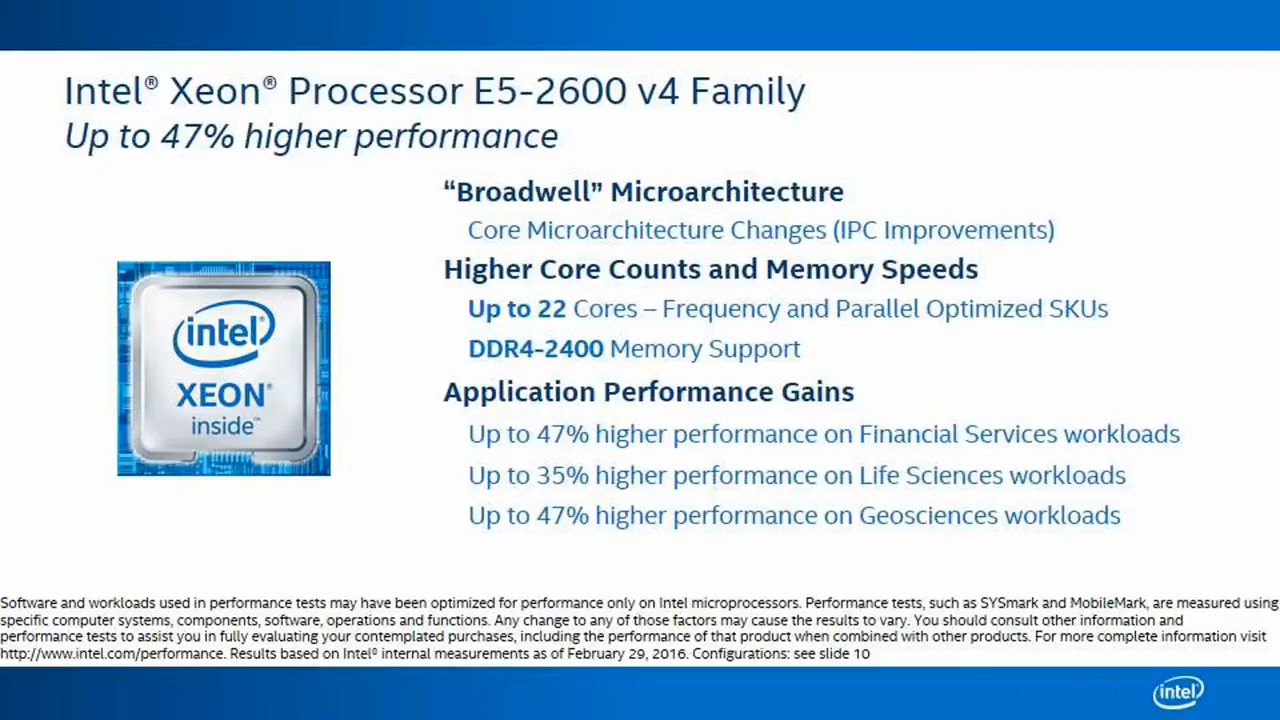 Intel® Xeon® Processor E5-2600 v4 Family
Up to 47% higher performance
“Broadwell” Microarchitecture
Core Microarchitecture Changes (IPC Improvements)
Higher Core Counts and Memory Speeds
Up to 22 Cores – Frequency and Parallel Optimized SKUs
DDR4-2400 Memory Support
Application Performance Gains
Up to 47% higher performance on Financial Services workloads
Up to 35% higher performance on Life Sciences workloads
Up to 47% higher performance on Geosciences workloads
intel®
XEON®
inside™
Software and workloads used in performance tests may have been optimized for performance only on Intel microprocessors. Performance tests, such as SYSmark and MobileMark, are measured using
specific computer systems, components, software, operations and functions. Any change to any of those factors may cause the results to vary. You should consult other information and
performance tests to assist you in fully evaluating your contemplated purchases, including the performance of that product when combined with other products. For more complete information visit
http://www.intel.com/performance. Results based on Intel® internal measurements as of February 29, 2016. Configurations: see slide 10
intel